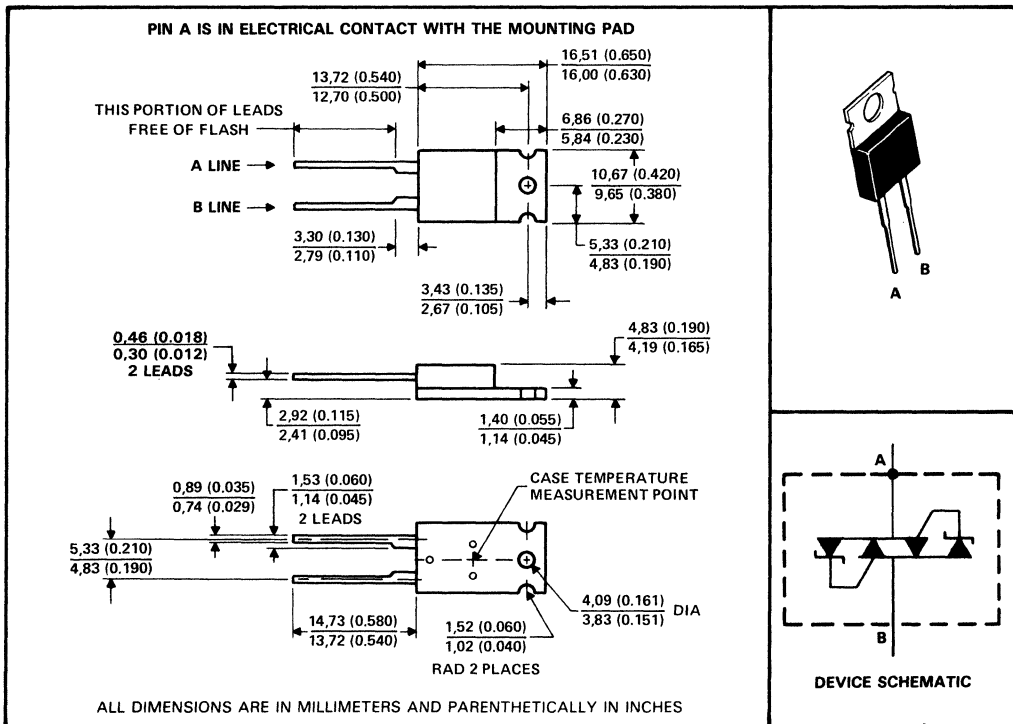 PIN A IS IN ELECTRICAL CONTACT WITH THE MOUNTING PAD
16,51 (0.650)
16,00 (0.630)
13,72 (0.540)
12,70 (0.500)
THIS PORTION OF LEADS
FREE OF FLASH
6,86 (0.270)
5,84 (0.230)
A LINE
B LINE
10,67 (0.420)
9,65 (0.380)
3,30 (0.130)
2,79 (0.110)
5,33 (0.210)
4,83 (0.190)
3,43 (0.135)
2,67 (0.105)
0,46 (0.018)
0,30 (0.012)
2 LEADS
4,83 (0.190)
4,19 (0.165)
2,92 (0.115)
2,41 (0.095)
1,40 (0.055)
1,14 (0.045)
0,89 (0.035)
0,74 (0.029)
1,53 (0.060)
1,14 (0.045)
2 LEADS
CASE TEMPERATURE
MEASUREMENT POINT
5,33 (0.210)
4,83 (0.190)
14,73 (0.580)
13,72 (0.540)
1,52 (0.060)
1,02 (0.040)
RAD 2 PLACES
4,09 (0.161)
3,83 (0.151)
DIA
ALL DIMENSIONS ARE IN MILLIMETERS AND PARENTHETICALLY IN INCHES
B
A
A
B
DEVICE SCHEMATIC